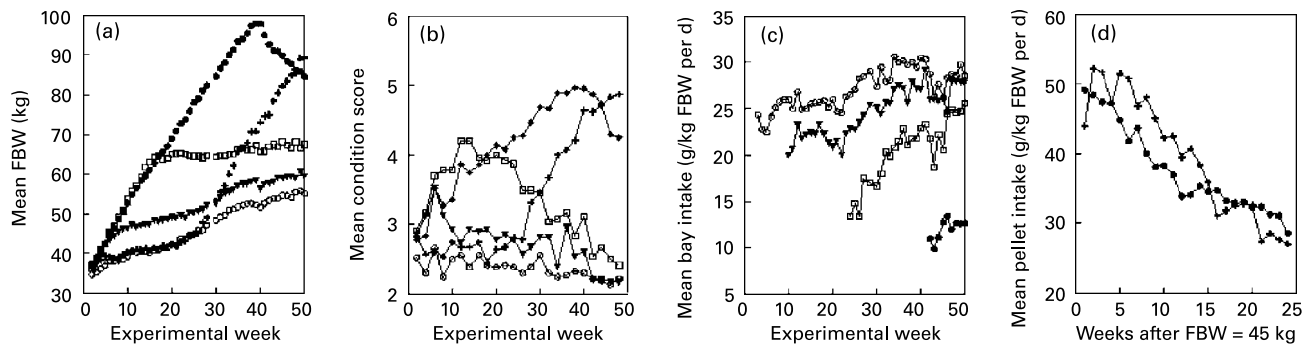 (a)
Mean FBW (kg)
100
90
80
70
60
50
40
30
0 10 20 30 40 50
Experimental week
(b)
Mean condition score
6
5
4
3
2
0 10 20 30 40 50
Experimental week
(c)
Mean bay intake (g/kg FBW per d)
35
30
25
20
15
10
5
0 10 20 30 40 50
Experimental week
(d)
Mean pellet intake (g/kg FBW per d)
60
50
40
30
20
0 5 10 15 20 25
Weeks after FBW = 45 kg